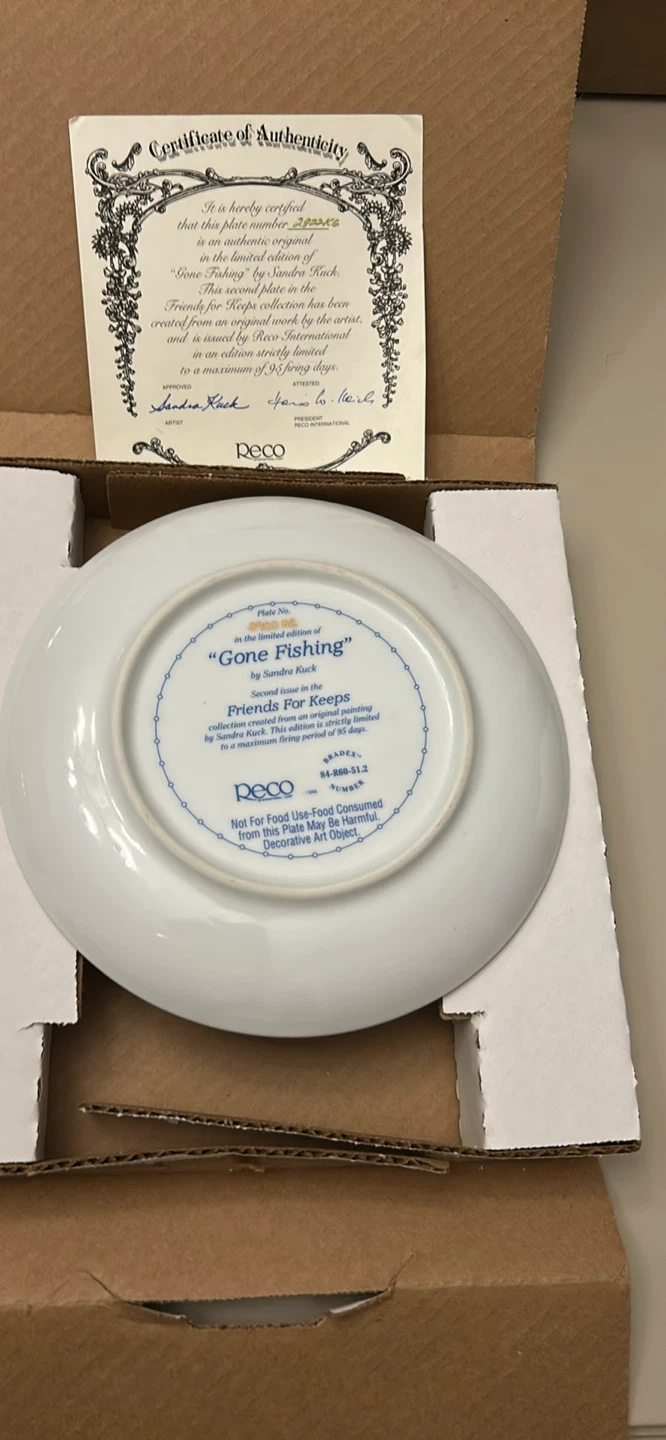 Certificate of Authenticity
It is hereby certified
that this plate number
is an authentic original
in the limited edition of
"Gone Fishing" by Sandra Kuck.
This second plate in the
Friends for Keeps collection has been
created from an original work by the artist,
and is issued by Reco International
in an edition strictly limited
to a maximum of 95 firing days.
APPROVED
ATTESTED
Sandra Kuck
ARTIST
PRESIDENT
RECO INTERNATIONAL
Reco
Plate No.
in the limited edition of
"Gone Fishing"
by Sandra Kuck
Second issue in the
Friends For Keeps
collection created from an original painting
by Sandra Kuck. This edition is strictly limited
to a maximum firing period of 95 days.
BRADEX™
84-R60-51.2
NUMBER
Reco
Not For Food Use-Food Consumed
from this Plate May Be Harmful.
Decorative Art Object.